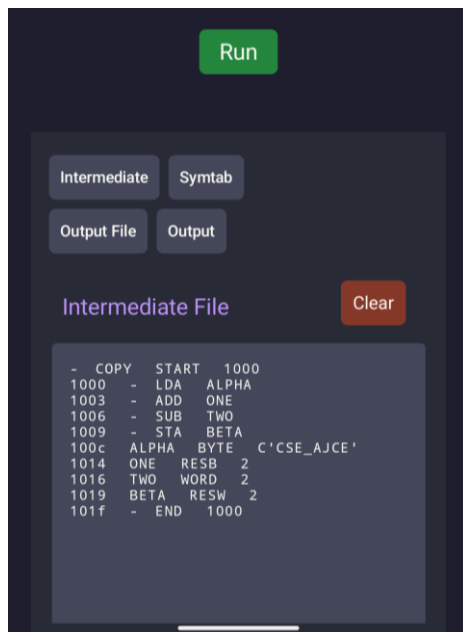 Run
Intermediate Symtab
Output File Output
Intermediate File Clear
- COPY START 1000
1000 - LDA ALPHA
1003 - ADD ONE
1006 - SUB TWO
1009 - STA BETA
100c ALPHA BYTE C'CSE_AJCE'
1014 ONE RESB 2
1016 TWO WORD 2
1019 BETA RESW 2
101f - END 1000